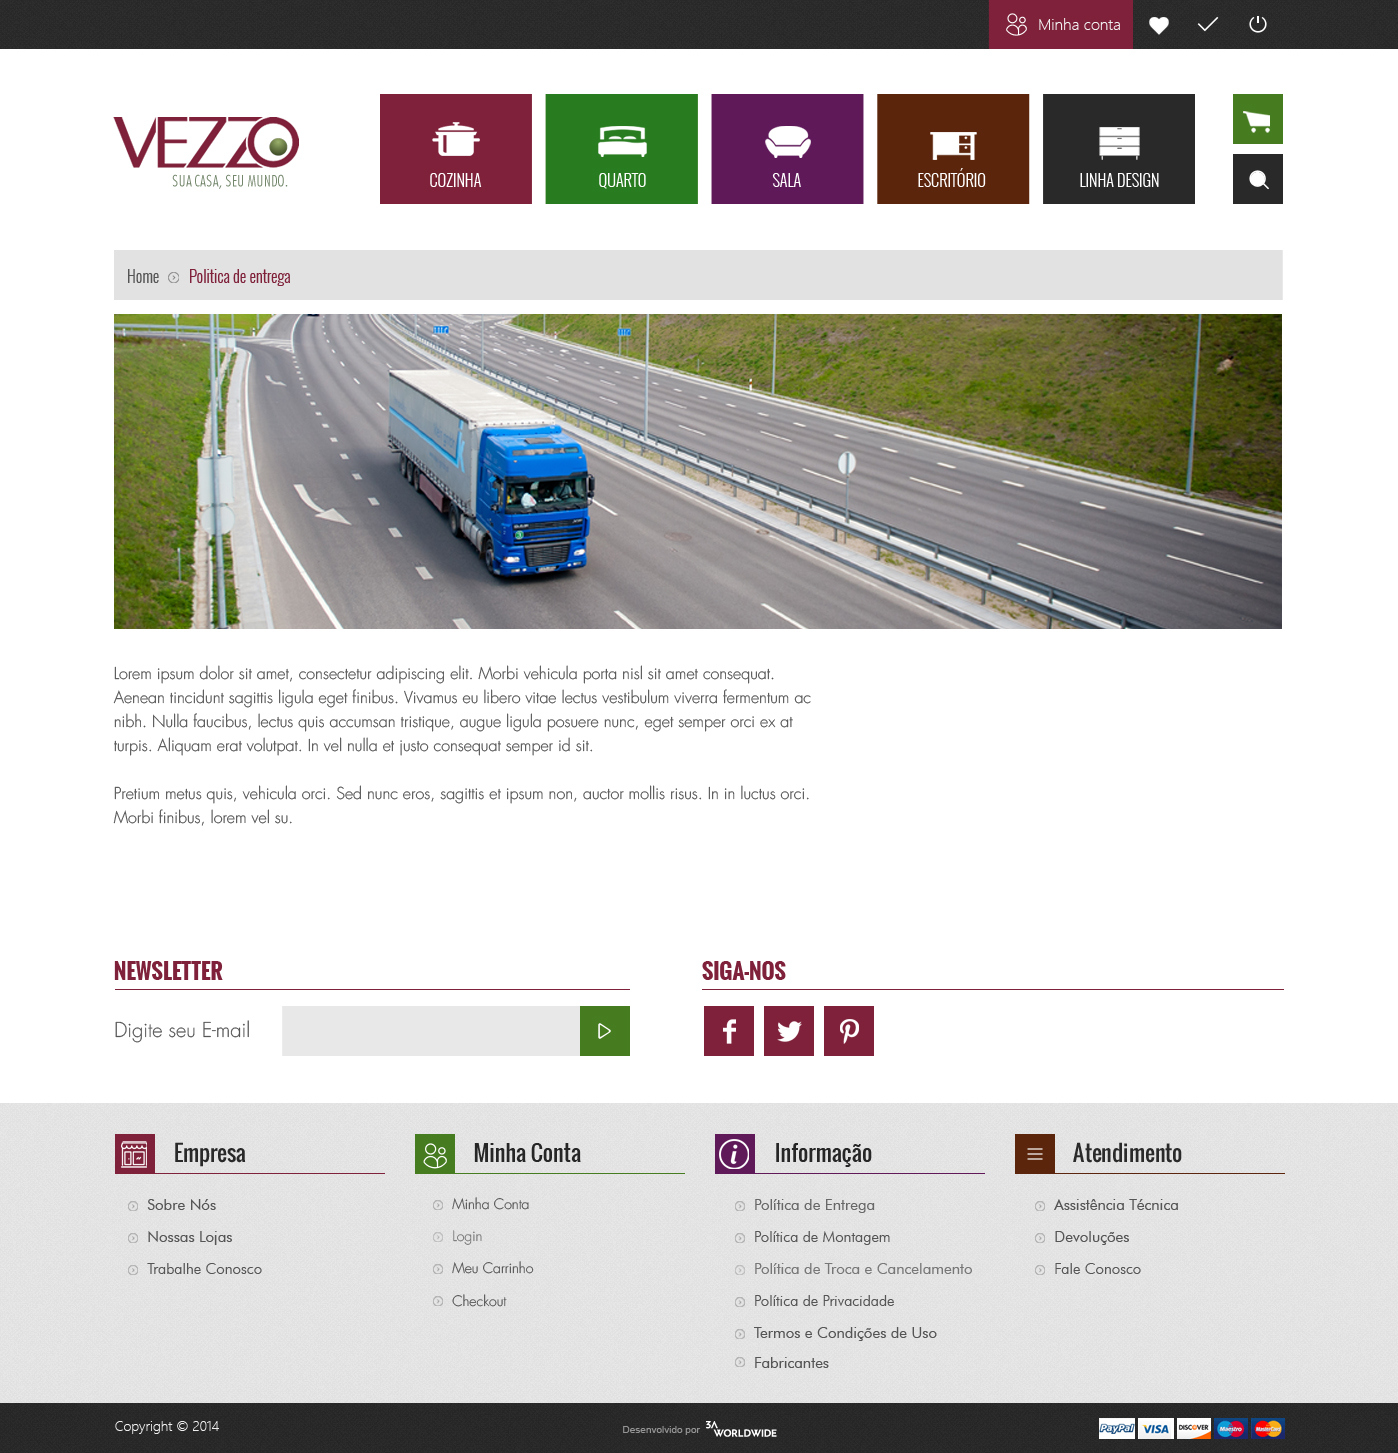 Minha conta
VEZZO
SUA CASA, SEU MUNDO.
COZINHA
QUARTO
SALA
ESCRITÓRIO
LINHA DESIGN
Home
Politica de entrega
Lorem ipsum dolor sit amet, consectetur adipiscing elit. Morbi vehicula porta nisl sit amet consequat.
Aenean tincidunt sagittis ligula eget finibus. Vivamus eu libero vitae lectus vestibulum viverra fermentum ac
nibh. Nulla faucibus, lectus quis accumsan tristique, augue ligula posuere nunc, eget semper orci ex at
turpis. Aliquam erat volutpat. In vel nulla et justo consequat semper id sit.
Pretium metus quis, vehicula orci. Sed nunc eros, sagittis et ipsum non, auctor mollis risus. In in luctus orci.
Morbi finibus, lorem vel su.
NEWSLETTER
Digite seu E-mail
SIGA-NOS
Empresa
Sobre Nós
Nossas Lojas
Trabalhe Conosco
Minha Conta
Minha Conta
Login
Meu Carrinho
Checkout
Informação
Política de Entrega
Política de Montagem
Política de Troca e Cancelamento
Política de Privacidade
Termos e Condições de Uso
Fabricantes
Atendimento
Assistência Técnica
Devoluções
Fale Conosco
Copyright © 2014
Desenvolvido por 3A WORLDWIDE
PayPal VISA DISCOVER Maestro MasterCard